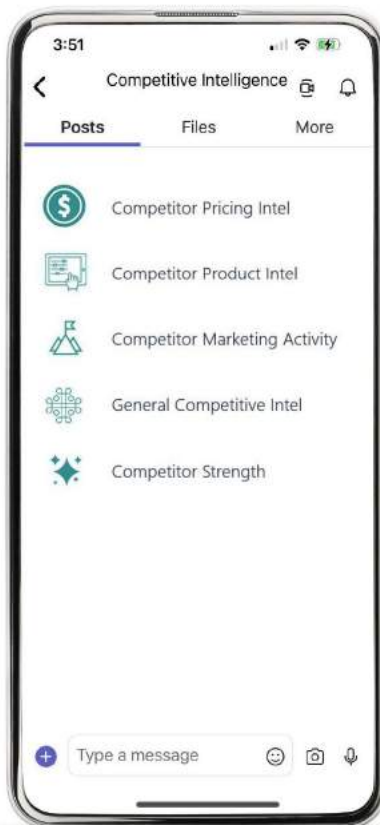 3:51
Competitive Intelligence
Posts Files More
$
Competitor Pricing Intel
Competitor Product Intel
Competitor Marketing Activity
General Competitive Intel
Competitor Strength
Type a message